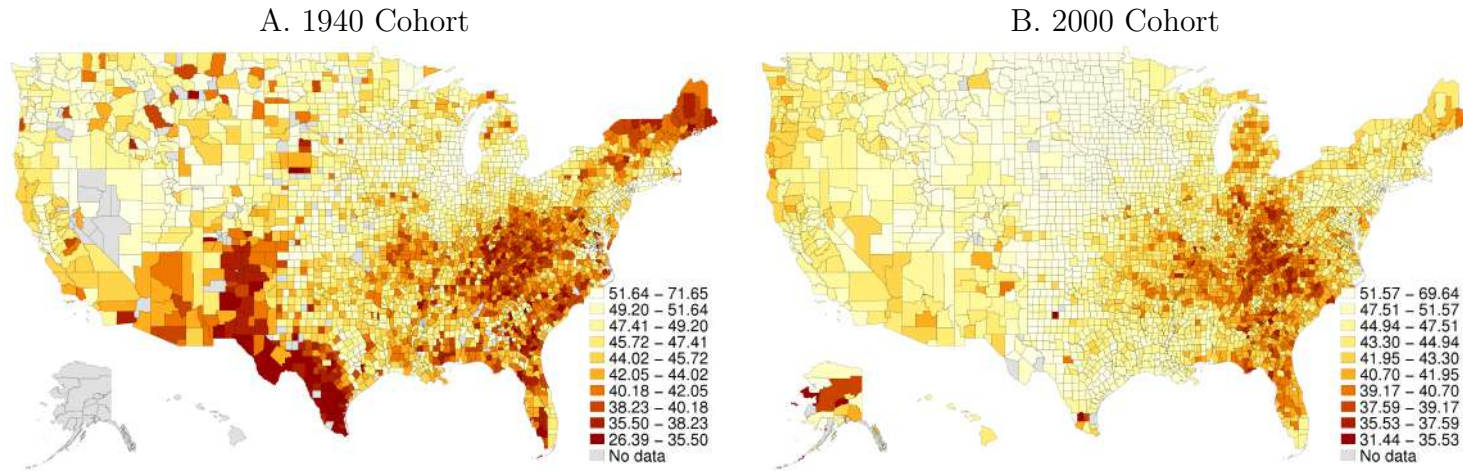 A. 1940 Cohort
51.64 – 71.65
49.20 – 51.64
47.41 – 49.20
45.72 – 47.41
44.02 – 45.72
42.05 – 44.02
40.18 – 42.05
38.23 – 40.18
35.50 – 38.23
26.39 – 35.50
No data
B. 2000 Cohort
51.57 – 69.64
47.51 – 51.57
44.94 – 47.51
43.30 – 44.94
41.95 – 43.30
40.70 – 41.95
39.17 – 40.70
37.59 – 39.17
35.53 – 37.59
31.44 – 35.53
No data